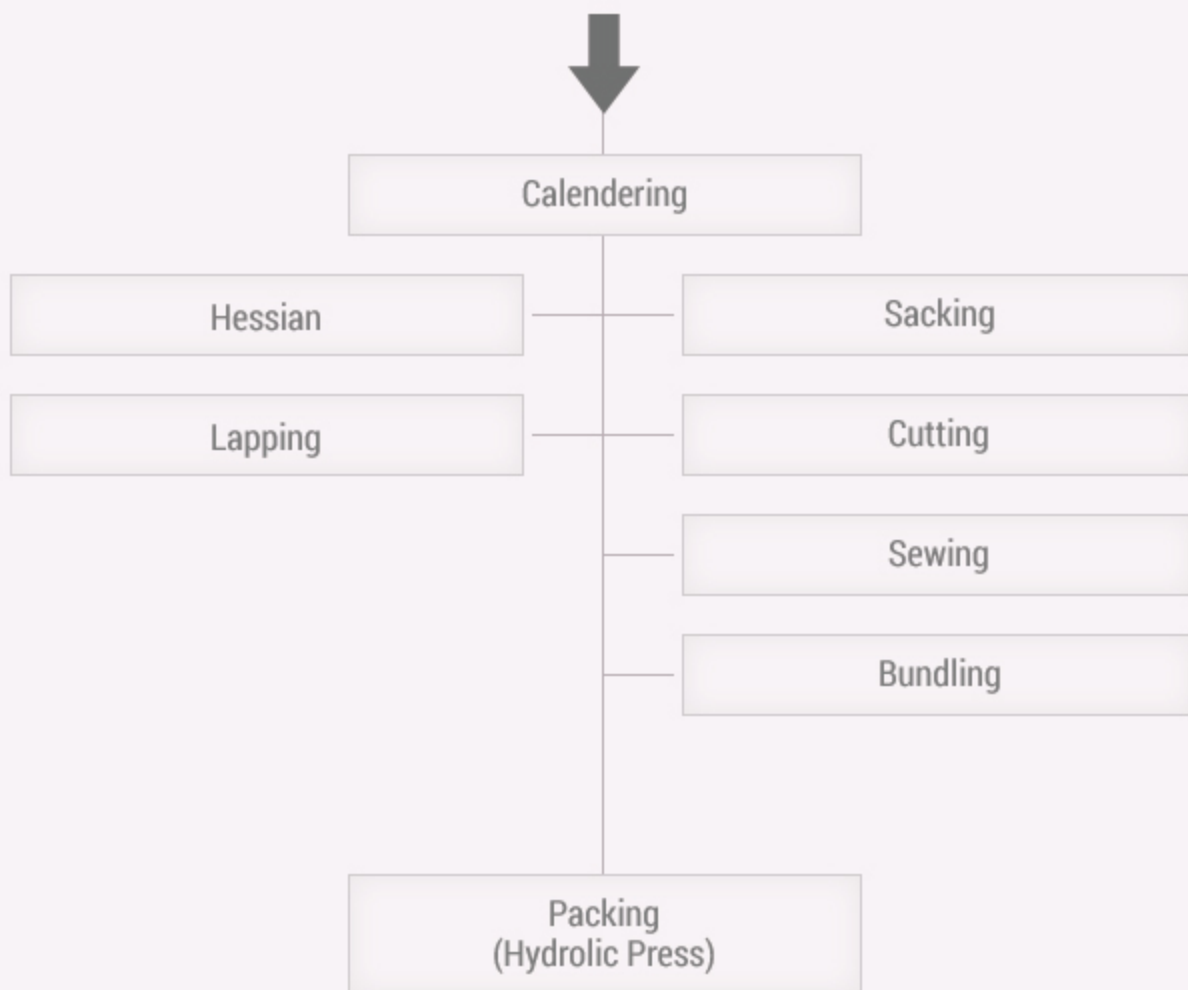 Calendering
Hessian
Sacking
Lapping
Cutting
Sewing
Bundling
Packing
(Hydrolic Press)